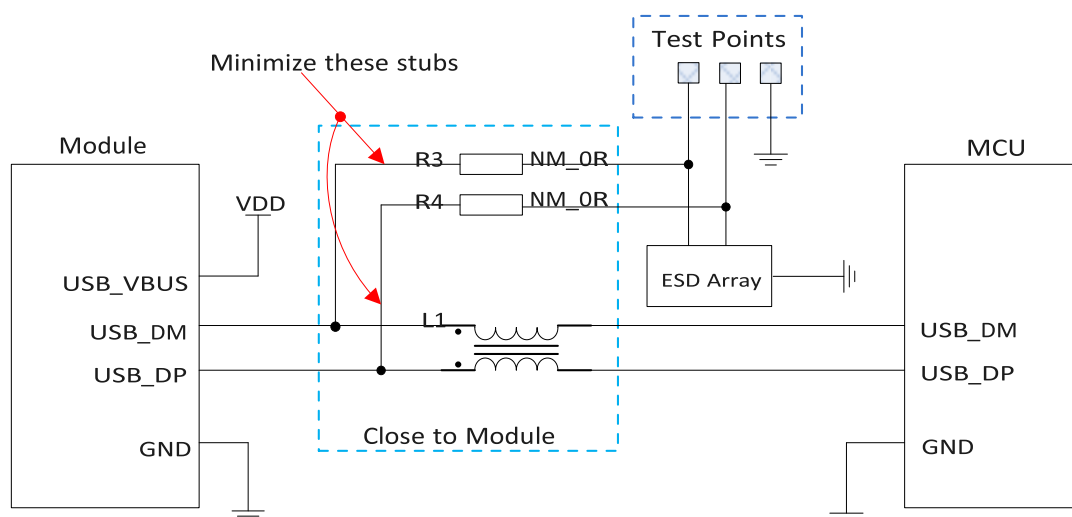 Test Points
Minimize these stubs
Module
MCU
R3
NM_0R
R4
NM_0R
VDD
USB_VBUS
ESD Array
USB_DM
L1
USB_DM
USB_DP
USB_DP
Close to Module
GND
GND